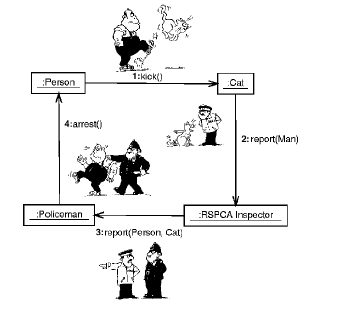 1:kick()
:Person
:Cat
4:arrest()
2:report(Man)
:Policeman
:RSPCA Inspector
3:report(Person, Cat)